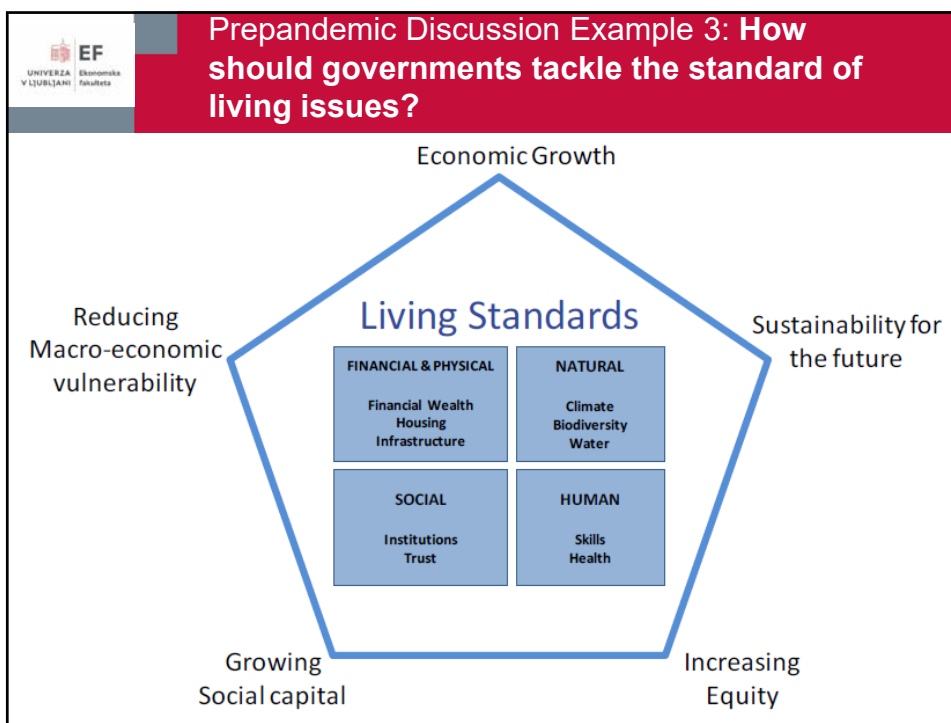 EF
UNIVERZA
V LJUBLJANI
Ekonomska
fakulteta
Prepandemic Discussion Example 3: How
should governments tackle the standard of
living issues?
Economic Growth
Reducing
Macro-economic
vulnerability
Living Standards
Sustainability for
the future
FINANCIAL & PHYSICAL
Financial Wealth
Housing
Infrastructure
NATURAL
Climate
Biodiversity
Water
SOCIAL
Institutions
Trust
HUMAN
Skills
Health
Growing
Social capital
Increasing
Equity